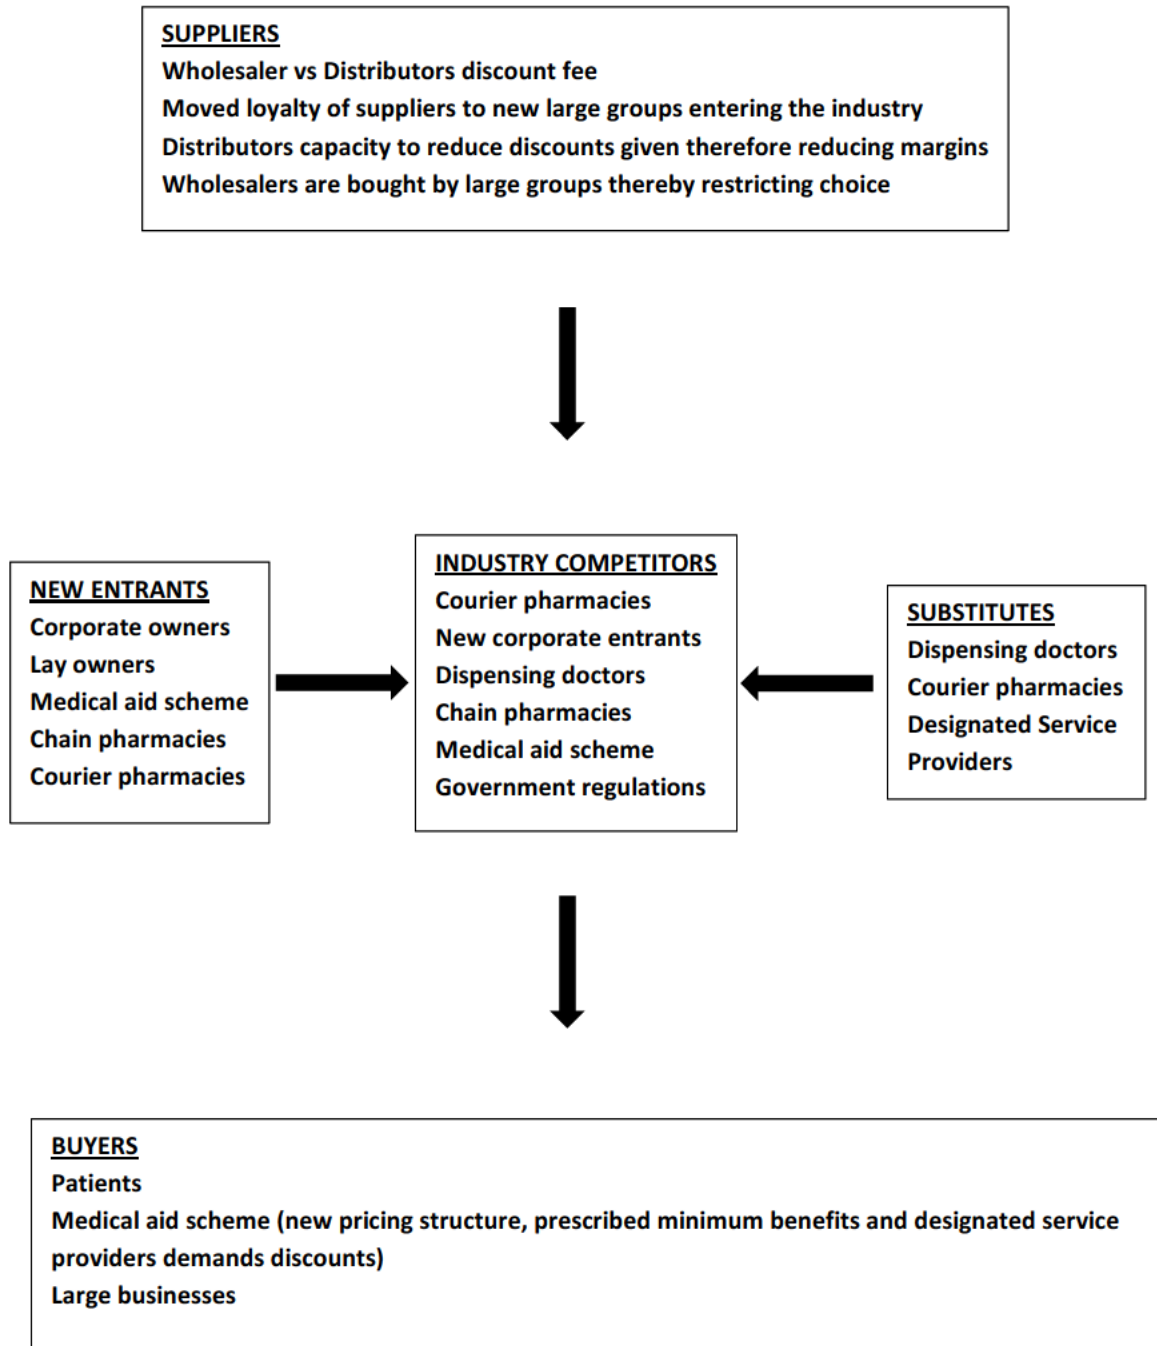 SUPPLIERS
Wholesaler vs Distributors discount fee
Moved loyalty of suppliers to new large groups entering the industry
Distributors capacity to reduce discounts given therefore reducing margins
Wholesalers are bought by large groups thereby restricting choice
NEW ENTRANTS
Corporate owners
Lay owners
Medical aid scheme
Chain pharmacies
Courier pharmacies
INDUSTRY COMPETITORS
Courier pharmacies
New corporate entrants
Dispensing doctors
Chain pharmacies
Medical aid scheme
Government regulations
SUBSTITUTES
Dispensing doctors
Courier pharmacies
Designated Service
Providers
BUYERS
Patients
Medical aid scheme (new pricing structure, prescribed minimum benefits and designated service
providers demands discounts)
Large businesses